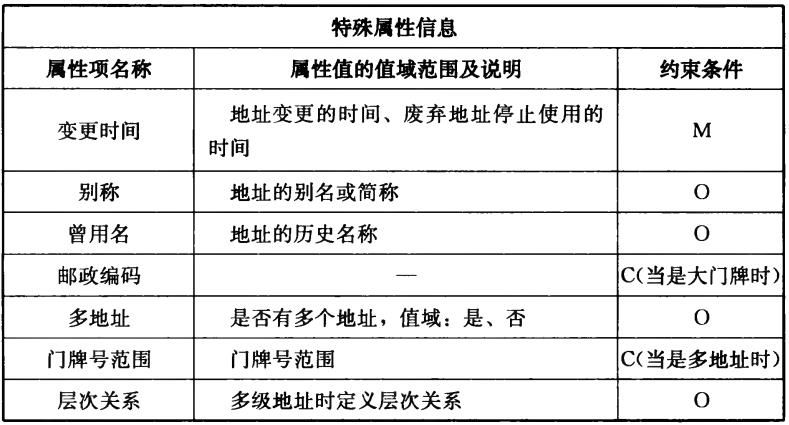 特殊属性信息
属性项名称 属性值的值域范围及说明 约束条件
变更时间 地址变更的时间、废弃地址停止使用的时间 M
别称 地址的别名或简称 O
曾用名 地址的历史名称 O
邮政编码 — C(当是大门牌时)
多地址 是否有多个地址，值域：是、否 O
门牌号范围 门牌号范围 C(当是多地址时)
层次关系 多级地址时定义层次关系 O